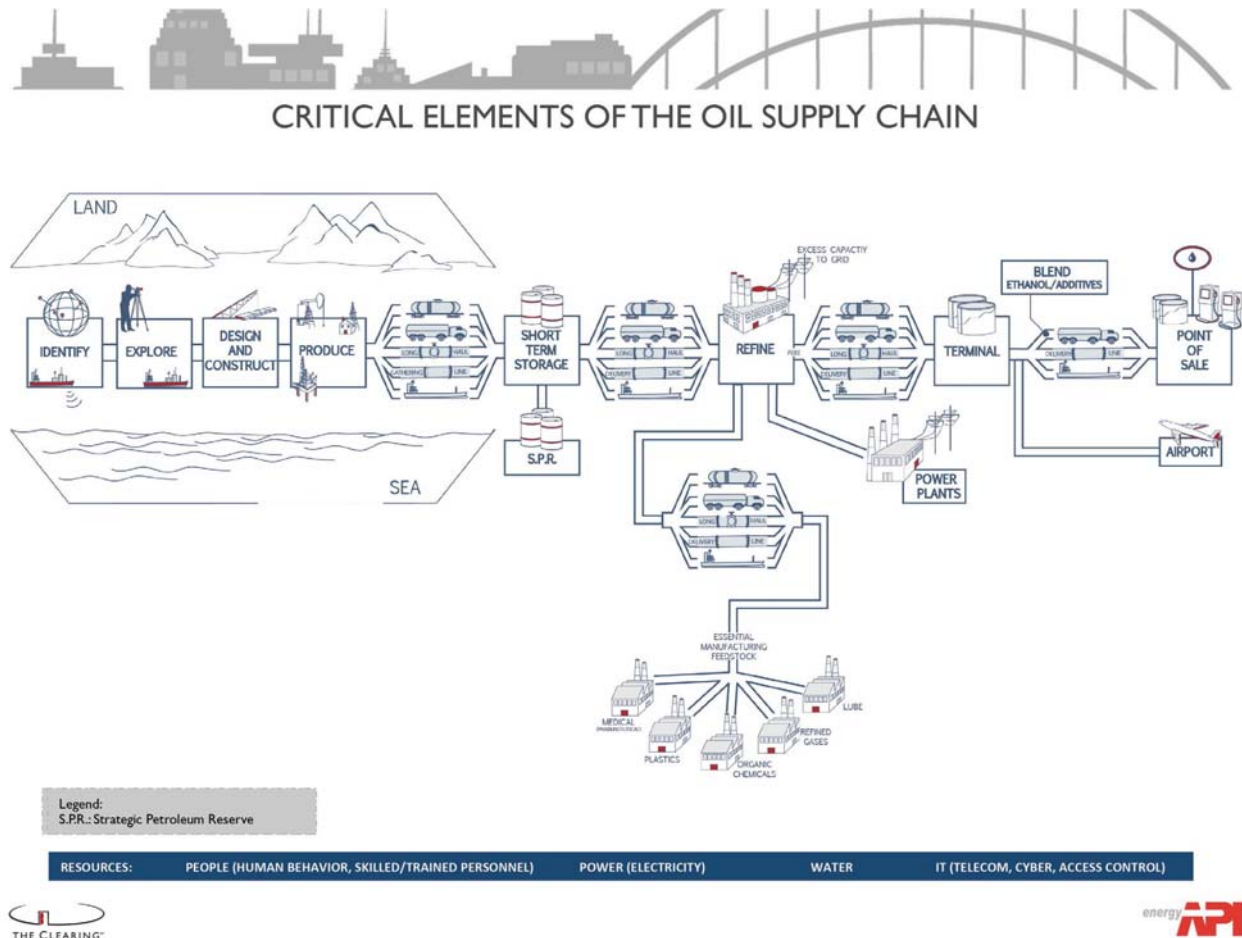 CRITICAL ELEMENTS OF THE OIL SUPPLY CHAIN
LAND
IDENTIFY
EXPLORE
DESIGN
AND
CONSTRUCT
PRODUCE
LONG HAUL
GATHERING LINE
SHORT
TERM
STORAGE
S.P.R.
LONG HAUL
DELIVERY LINE
EXCESS CAPACTIY
TO GRID
REFINE
LONG HAUL
DELIVERY LINE
TERMINAL
BLEND
ETHANOL/ADDITIVES
DELIVERY LINE
POINT
OF
SALE
AIRPORT
POWER
PLANTS
SEA
LONG HAUL
DELIVERY LINE
ESSENTIAL
MANUFACTURING
FEEDSTOCK
MEDICAL
(PHARMACEUTICALS)
PLASTICS
ORGANIC
CHEMICALS
REFINED
GASES
LUBE
Legend:
S.P.R.: Strategic Petroleum Reserve
RESOURCES: PEOPLE (HUMAN BEHAVIOR, SKILLED/TRAINED PERSONNEL) POWER (ELECTRICITY) WATER IT (TELECOM, CYBER, ACCESS CONTROL)
THE CLEARING™
energy API